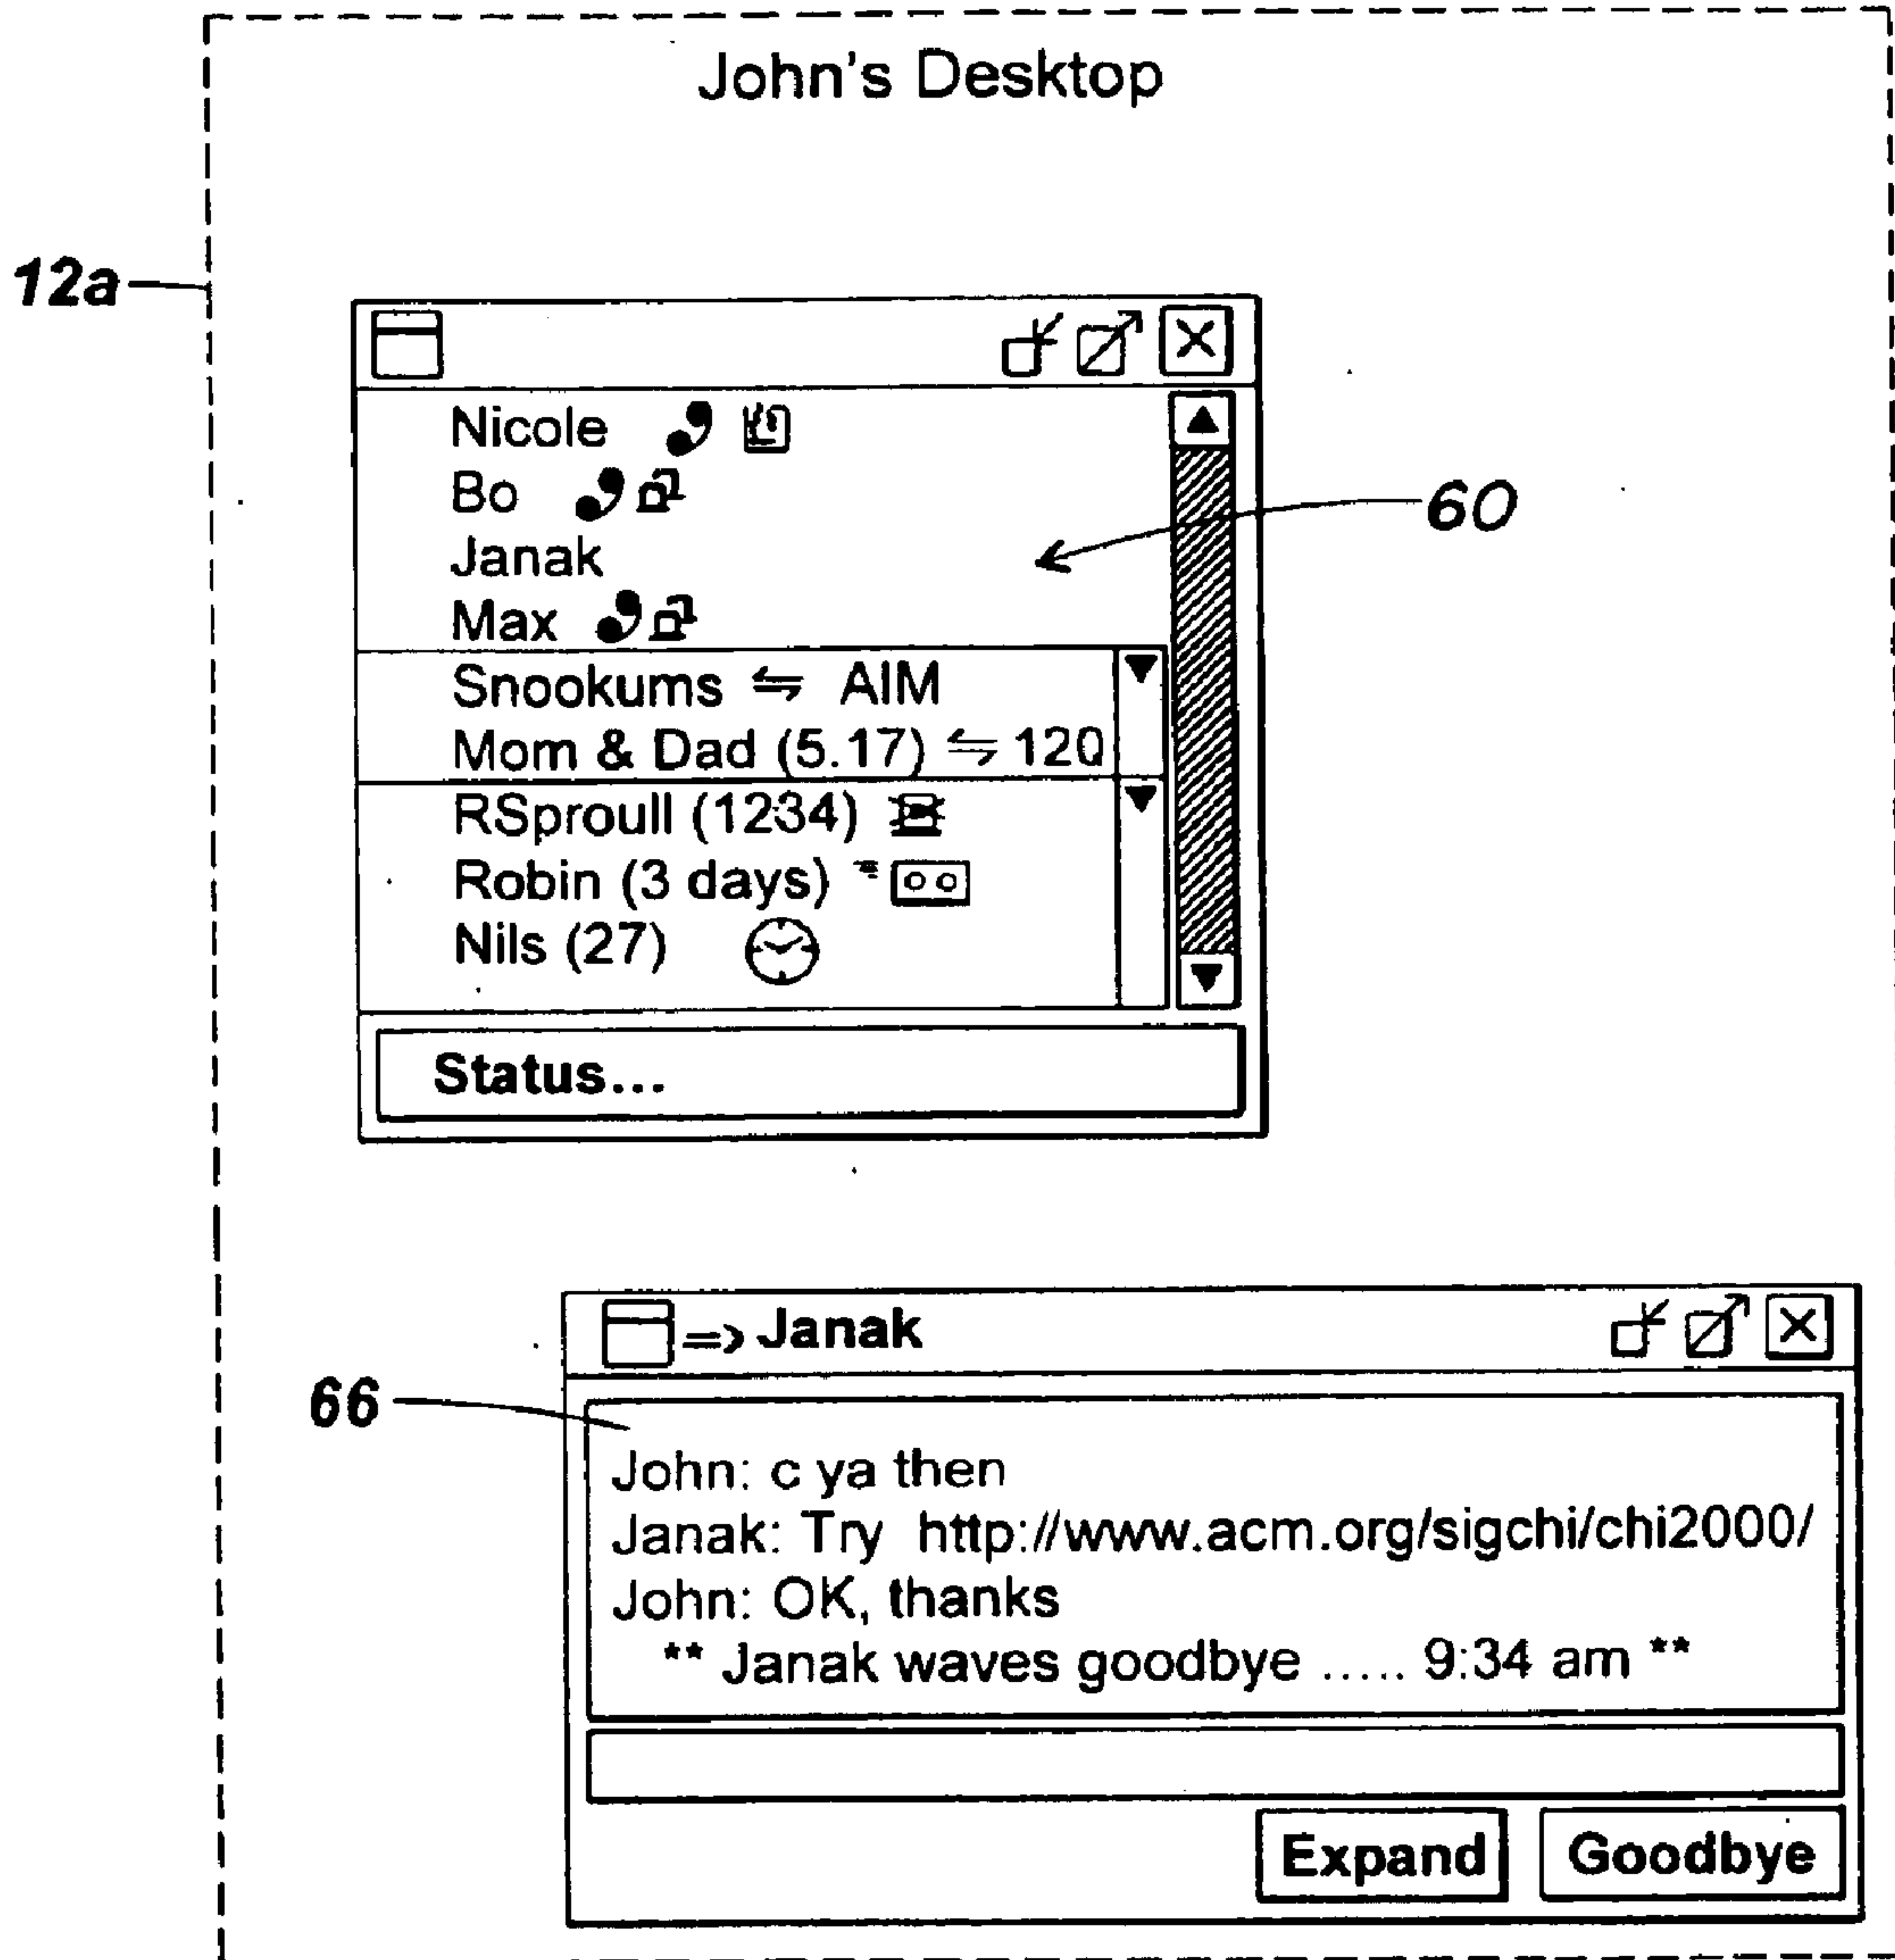 John's Desktop
12a
Nicole
Bo
60
Janak
Max
Snookums ⇋ AIM
Mom & Dad (5.17) ⇋ 120
RSproull (1234)
Robin (3 days)
Nils (27)
Status...
=> Janak
66
John: c ya then
Janak: Try http://www.acm.org/sigchi/chi2000/
John: OK, thanks
** Janak waves goodbye ..... 9:34 am **
Expand Goodbye